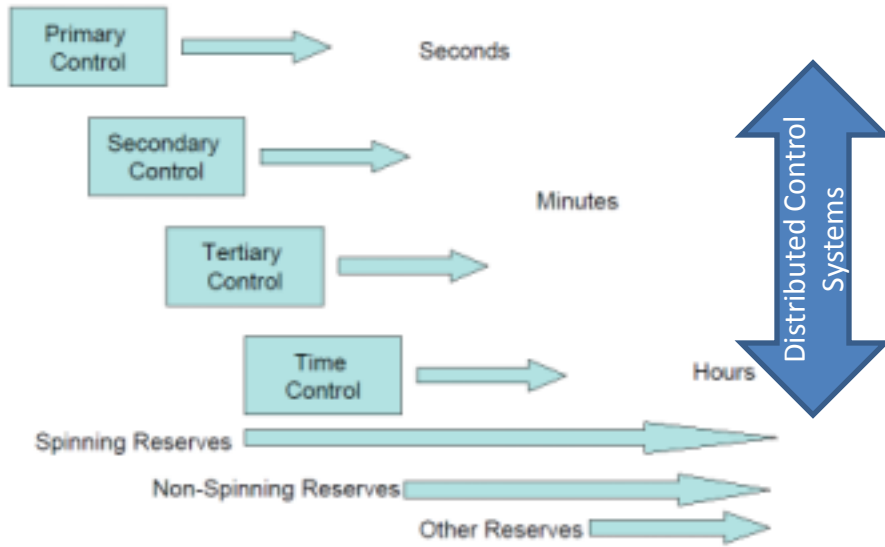 Primary
Control
Seconds
Secondary
Control
Minutes
Tertiary
Control
Time
Control
Hours
Spinning Reserves
Non-Spinning Reserves
Other Reserves
Distributed Control
Systems